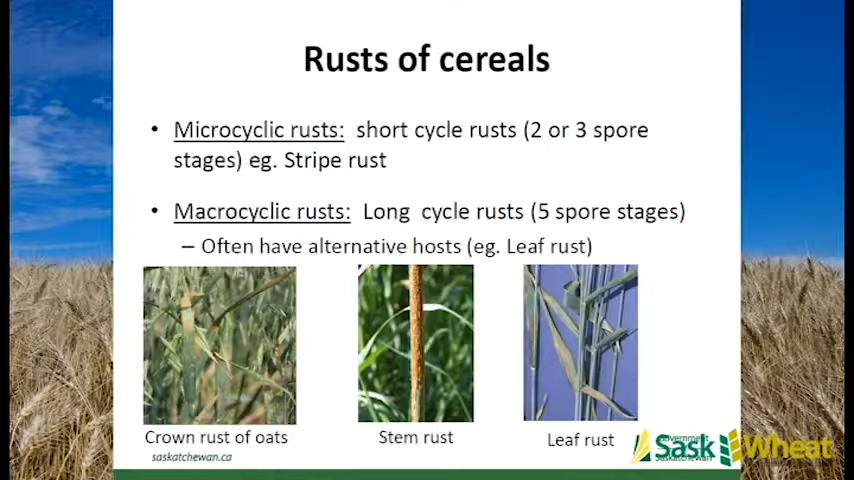 Rusts of cereals
• Microcyclic rusts: short cycle rusts (2 or 3 spore
stages) eg. Stripe rust
• Macrocyclic rusts: Long cycle rusts (5 spore stages)
– Often have alternative hosts (eg. Leaf rust)
Crown rust of oats
Stem rust
Leaf rust
saskatchewan.ca
Government
Saskatchewan
Sask Wheat